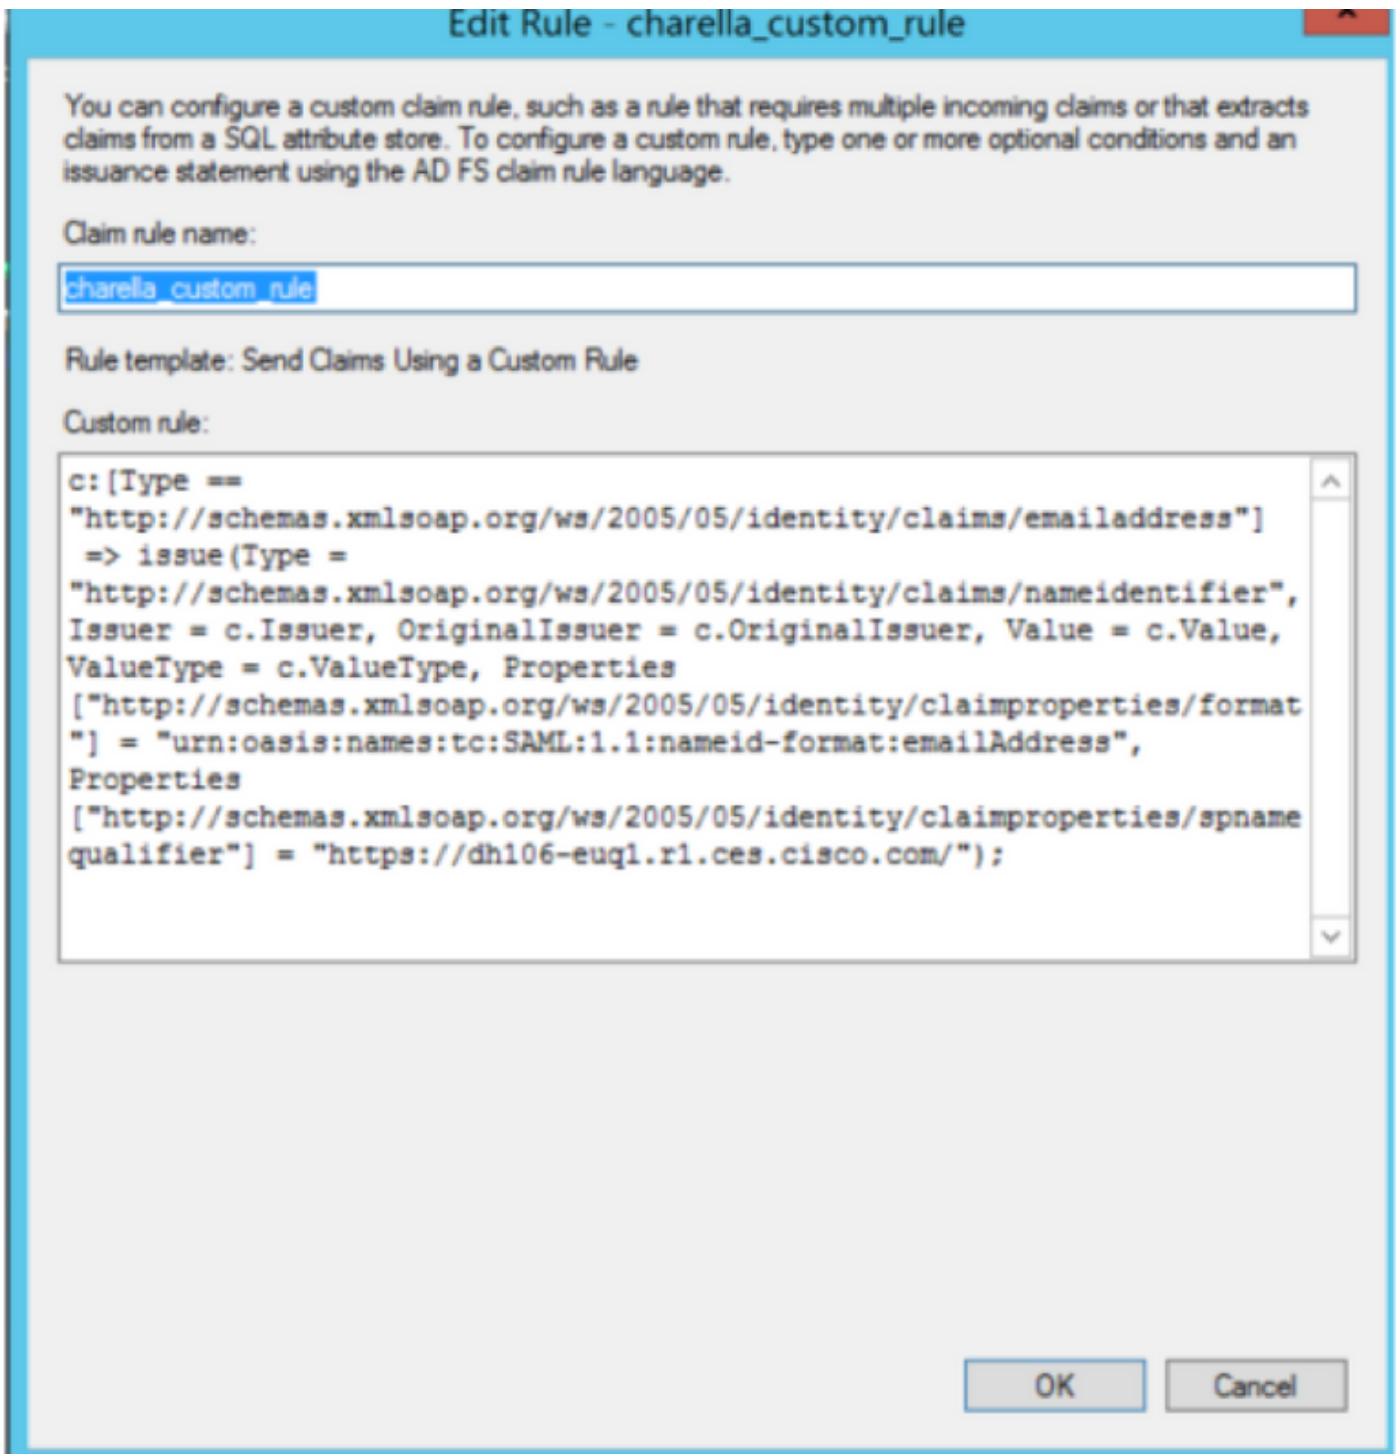 Edit Rule - charella_custom_rule
You can configure a custom claim rule, such as a rule that requires multiple incoming claims or that extracts
claims from a SQL attribute store. To configure a custom rule, type one or more optional conditions and an
issuance statement using the AD FS claim rule language.
Claim rule name:
charella_custom_rule
Rule template: Send Claims Using a Custom Rule
Custom rule:
c:[Type ==
"http://schemas.xmlsoap.org/ws/2005/05/identity/claims/emailaddress"]
 => issue(Type =
"http://schemas.xmlsoap.org/ws/2005/05/identity/claims/nameidentifier",
Issuer = c.Issuer, OriginalIssuer = c.OriginalIssuer, Value = c.Value,
ValueType = c.ValueType, Properties
["http://schemas.xmlsoap.org/ws/2005/05/identity/claimproperties/format
"] = "urn:oasis:names:tc:SAML:1.1:nameid-format:emailAddress",
Properties
["http://schemas.xmlsoap.org/ws/2005/05/identity/claimproperties/spname
qualifier"] = "https://dh106-euq1.r1.ces.cisco.com/");
OK
Cancel